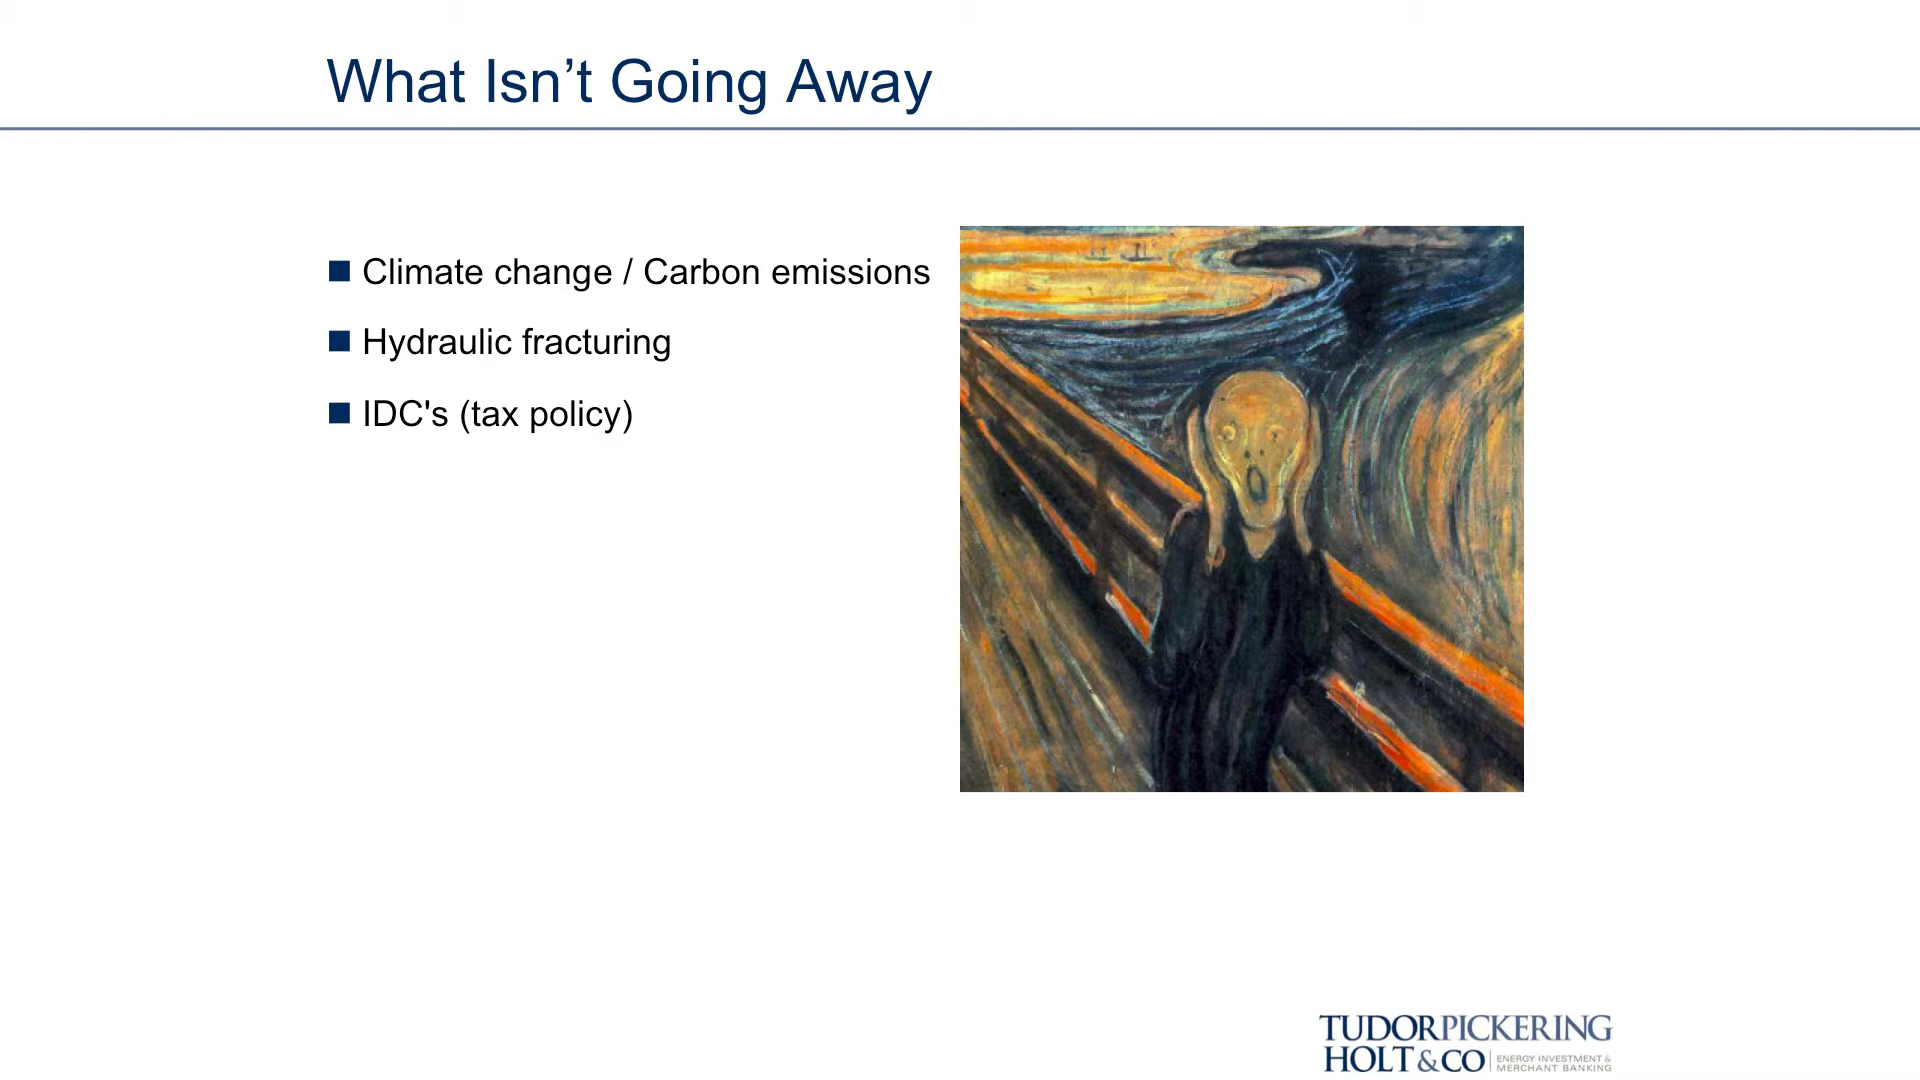 What Isn’t Going Away
Climate change / Carbon emissions
Hydraulic fracturing
IDC's (tax policy)
TUDORPICKERING
HOLT&CO ENERGY INVESTMENT &
MERCHANT BANKING